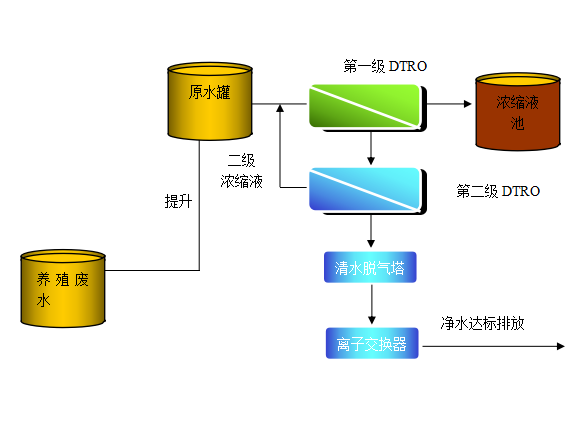 第一级 DTRO
原水罐
浓缩液
池
二级
浓缩液
提升
第二级 DTRO
养殖废
水
清水脱气塔
净水达标排放
离子交换器